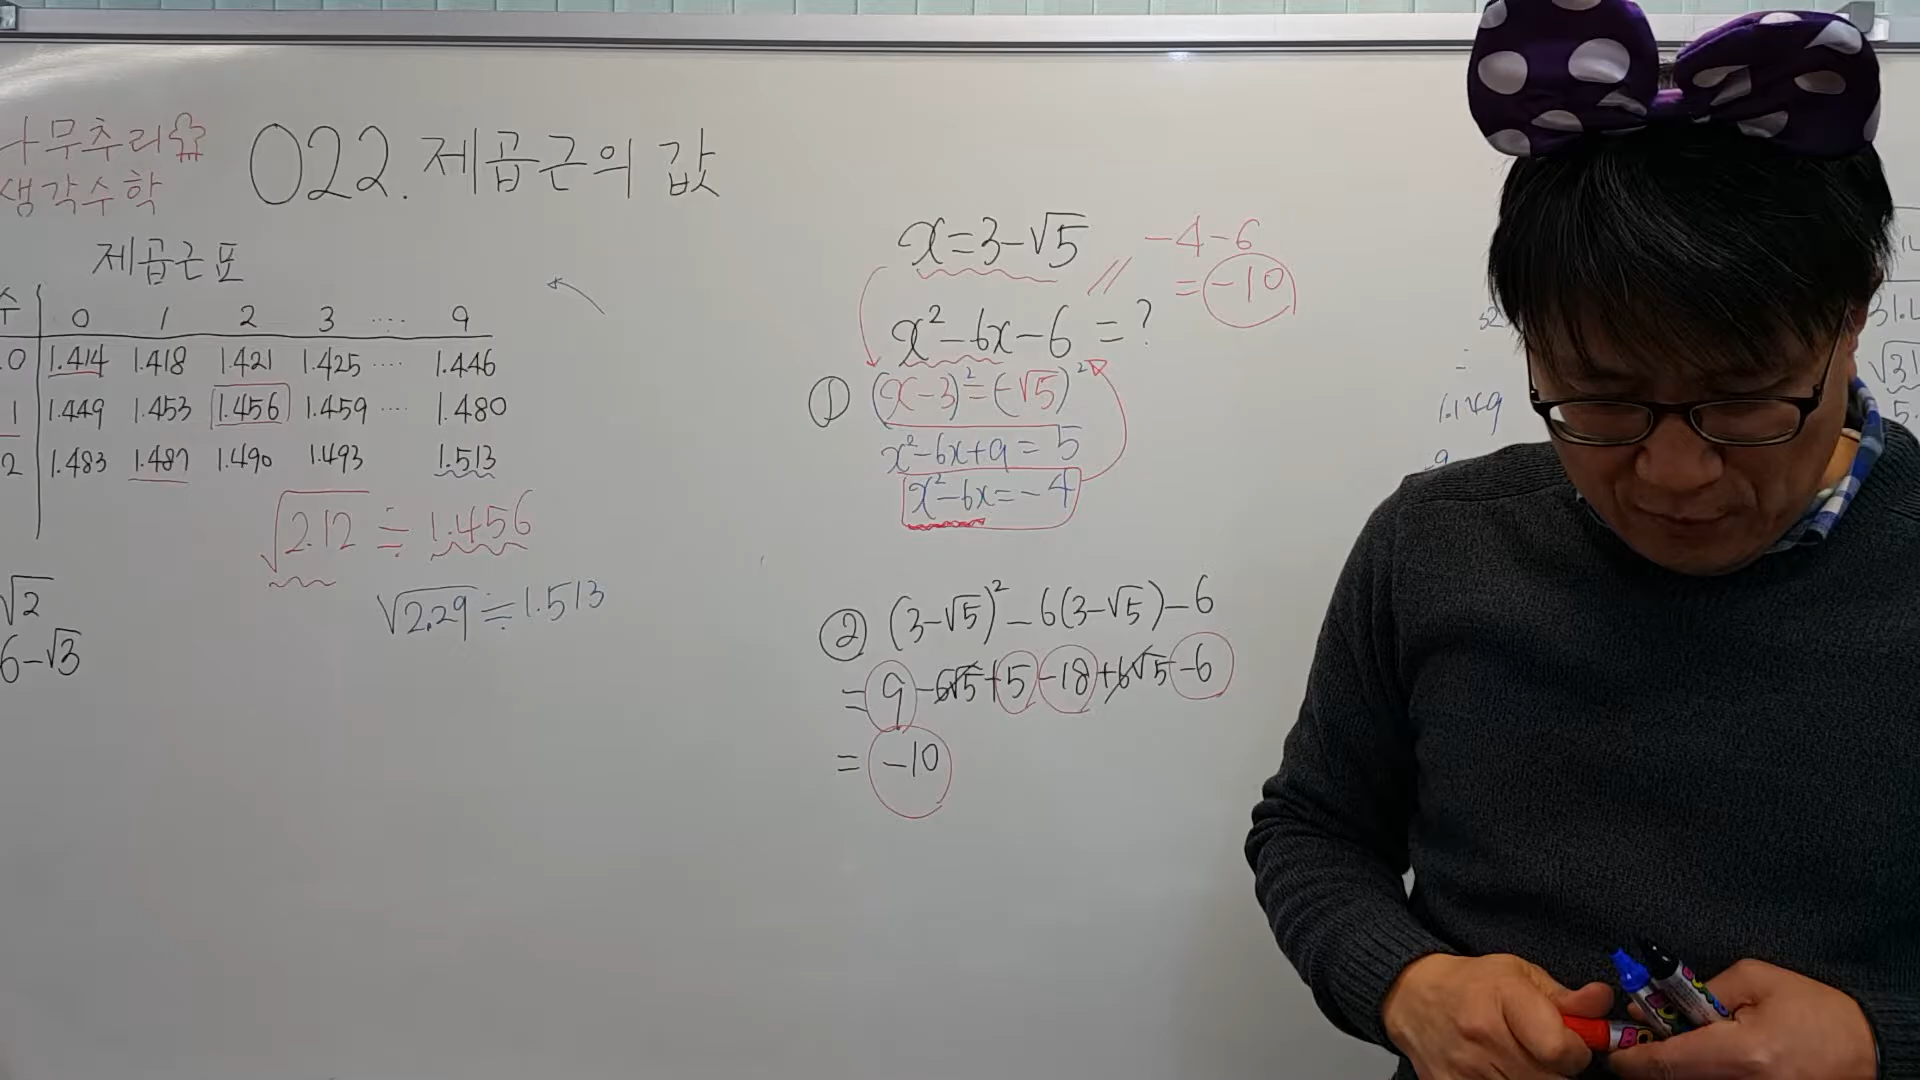 나무추리
생각수학
022. 제곱근의 값
제곱근표
수 0 1 2 3 ···· 9
.0 1.414 1.418 1.421 1.425 ···· 1.446
1 1.449 1.453 1.456 1.459 ···· 1.480
2 1.483 1.487 1.490 1.493 1.513
√2.12 ≒ 1.456
√2.29 ≒ 1.513
√2
6-√3
x=3-√5
x²-6x-6 = ?
-4-6
= -10
① (x-3)²=(-√5)²
x²-6x+9 = 5
x²-6x=-4
② (3-√5)²-6(3-√5)-6
= 9-6√5+5-18+6√5-6
= -10